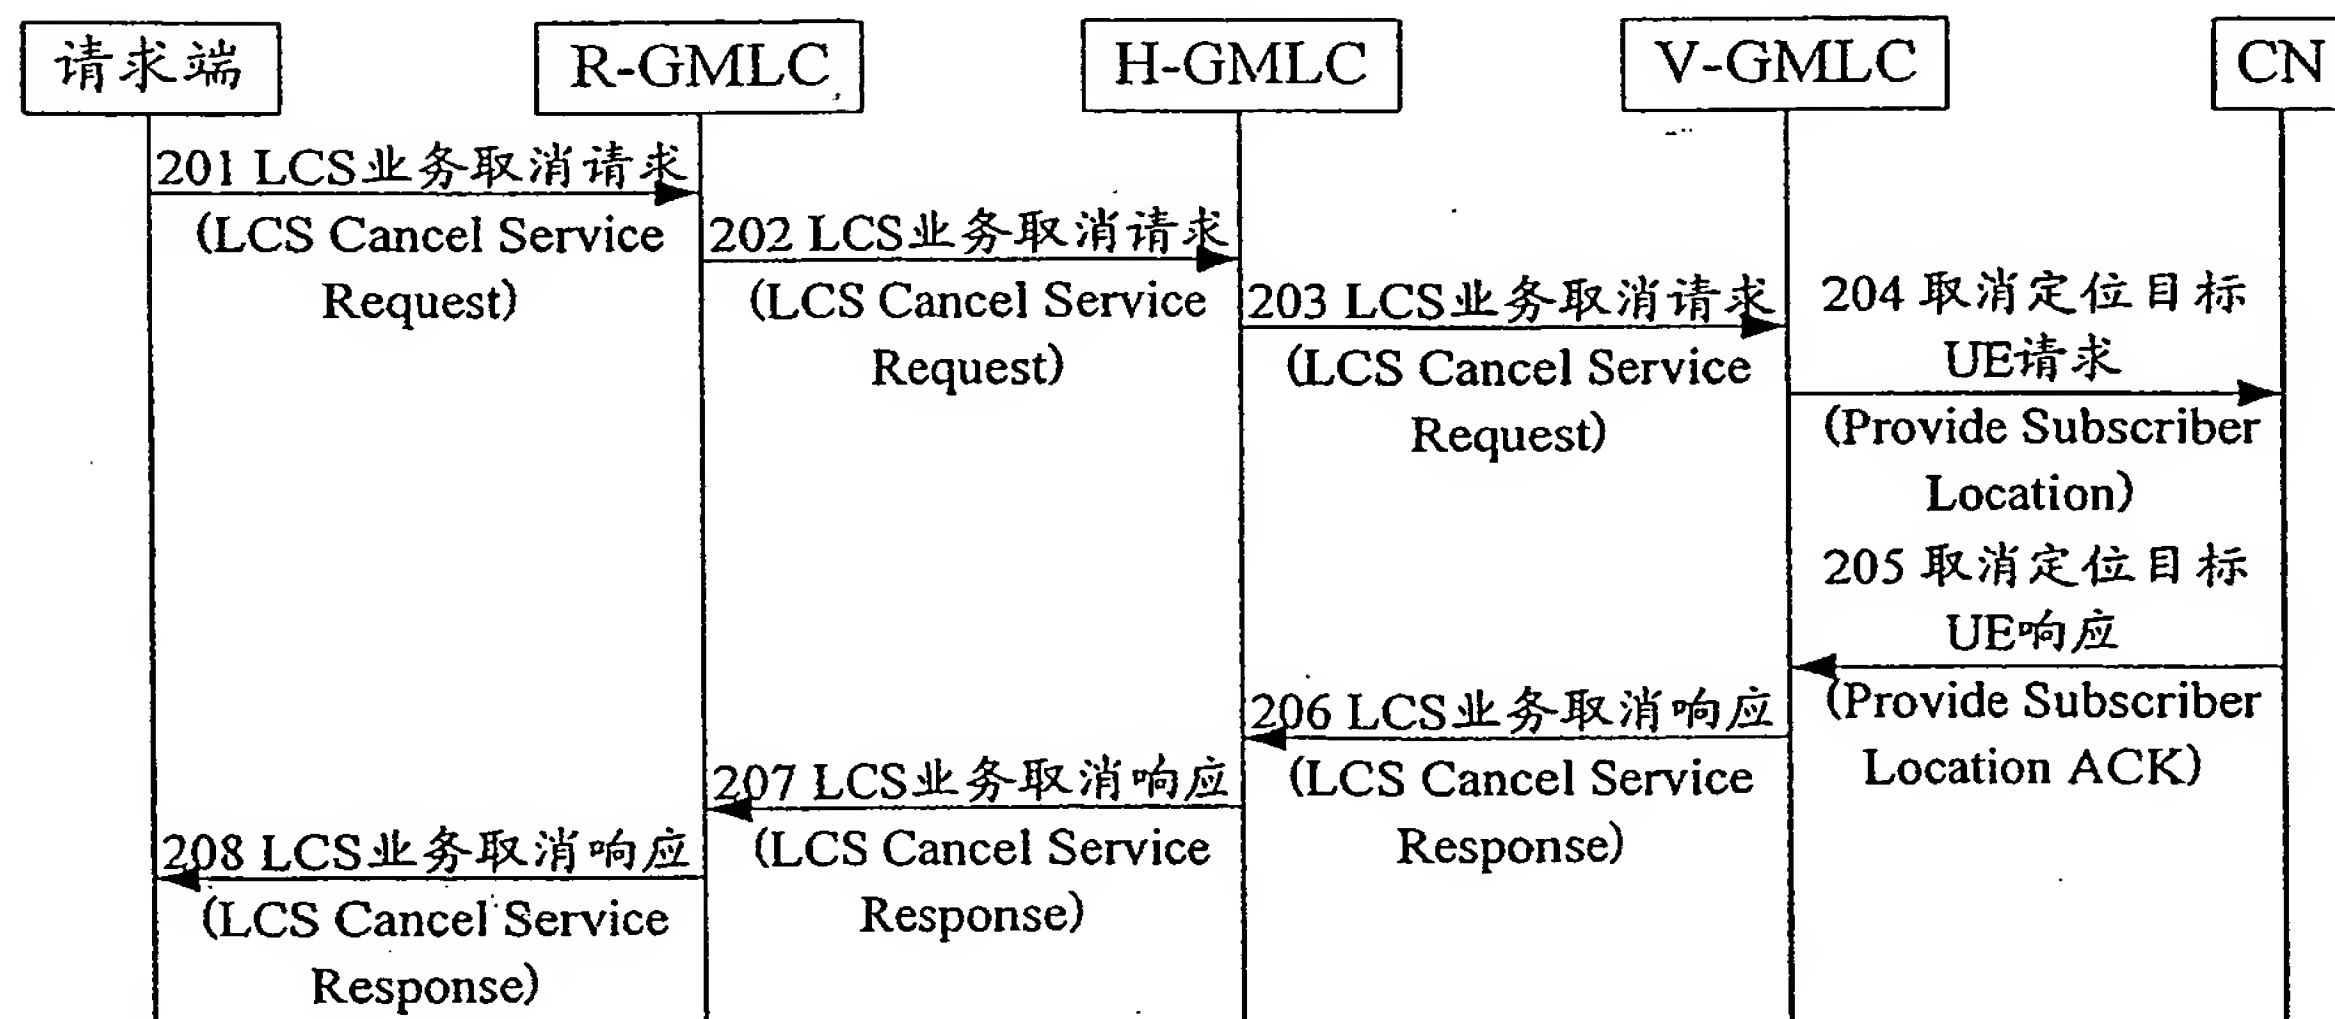 请求端
R-GMLC
H-GMLC
V-GMLC
CN
201 LCS业务取消请求
(LCS Cancel Service
Request)
202 LCS业务取消请求
(LCS Cancel Service
Request)
203 LCS业务取消请求
(LCS Cancel Service
Request)
204 取消定位目标
UE请求
(Provide Subscriber
Location)
205 取消定位目标
UE响应
(Provide Subscriber
Location ACK)
206 LCS业务取消响应
(LCS Cancel Service
Response)
207 LCS业务取消响应
(LCS Cancel Service
Response)
208 LCS业务取消响应
(LCS Cancel Service
Response)